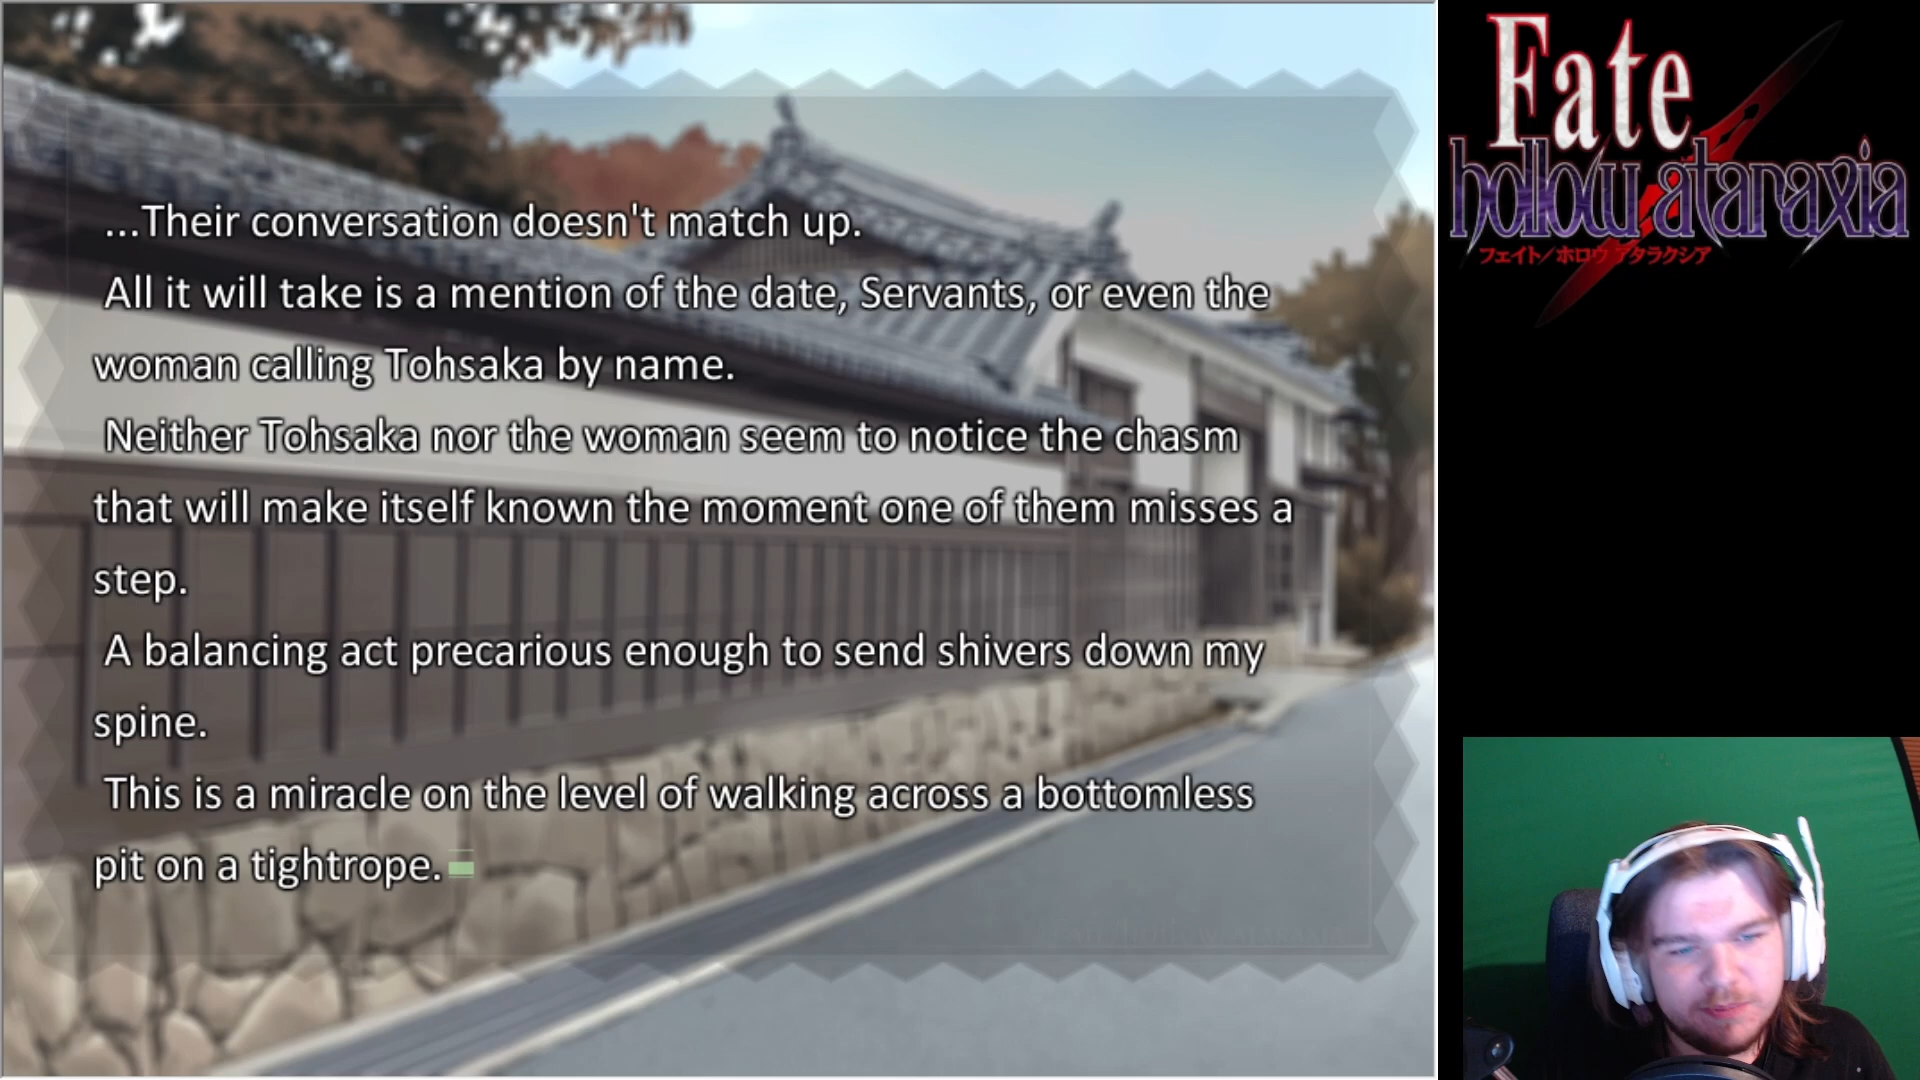 ...Their conversation doesn't match up.
All it will take is a mention of the date, Servants, or even the
woman calling Tohsaka by name.
Neither Tohsaka nor the woman seem to notice the chasm
that will make itself known the moment one of them misses a
step.
A balancing act precarious enough to send shivers down my
spine.
This is a miracle on the level of walking across a bottomless
pit on a tightrope.
Fate
hollow ataraxia
フェイト/ホロウ アタラクシア